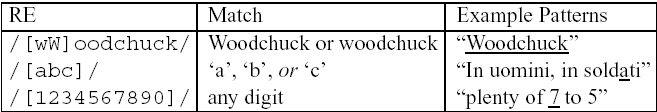 RE Match Example Patterns
/[wW]oodchuck/ Woodchuck or woodchuck “Woodchuck”
/[abc]/ ‘a’, ‘b’, or ‘c’ “In uomini, in soldati”
/[1234567890]/ any digit “plenty of 7 to 5”